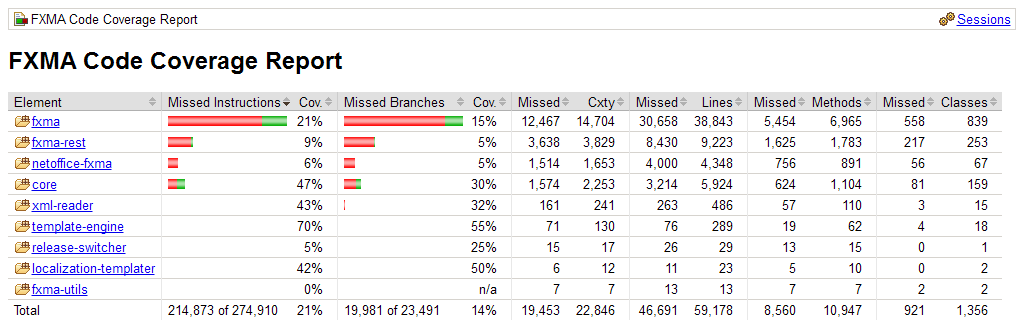 FXMA Code Coverage Report Sessions
FXMA Code Coverage Report
Element Missed Instructions Cov. Missed Branches Cov. Missed Cxty Missed Lines Missed Methods Missed Classes
fxma 21% 15% 12,467 14,704 30,658 38,843 5,454 6,965 558 839
fxma-rest 9% 5% 3,638 3,829 8,430 9,223 1,625 1,783 217 253
netoffice-fxma 6% 5% 1,514 1,653 4,000 4,348 756 891 56 67
core 47% 30% 1,574 2,253 3,214 5,924 624 1,104 81 159
xml-reader 43% 32% 161 241 263 486 57 110 3 15
template-engine 70% 55% 71 130 76 289 19 62 4 18
release-switcher 5% 25% 15 17 26 29 13 15 0 1
localization-templater 42% 50% 6 12 11 23 5 10 0 2
fxma-utils 0% n/a 7 7 13 13 7 7 2 2
Total 214,873 of 274,910 21% 19,981 of 23,491 14% 19,453 22,846 46,691 59,178 8,560 10,947 921 1,356